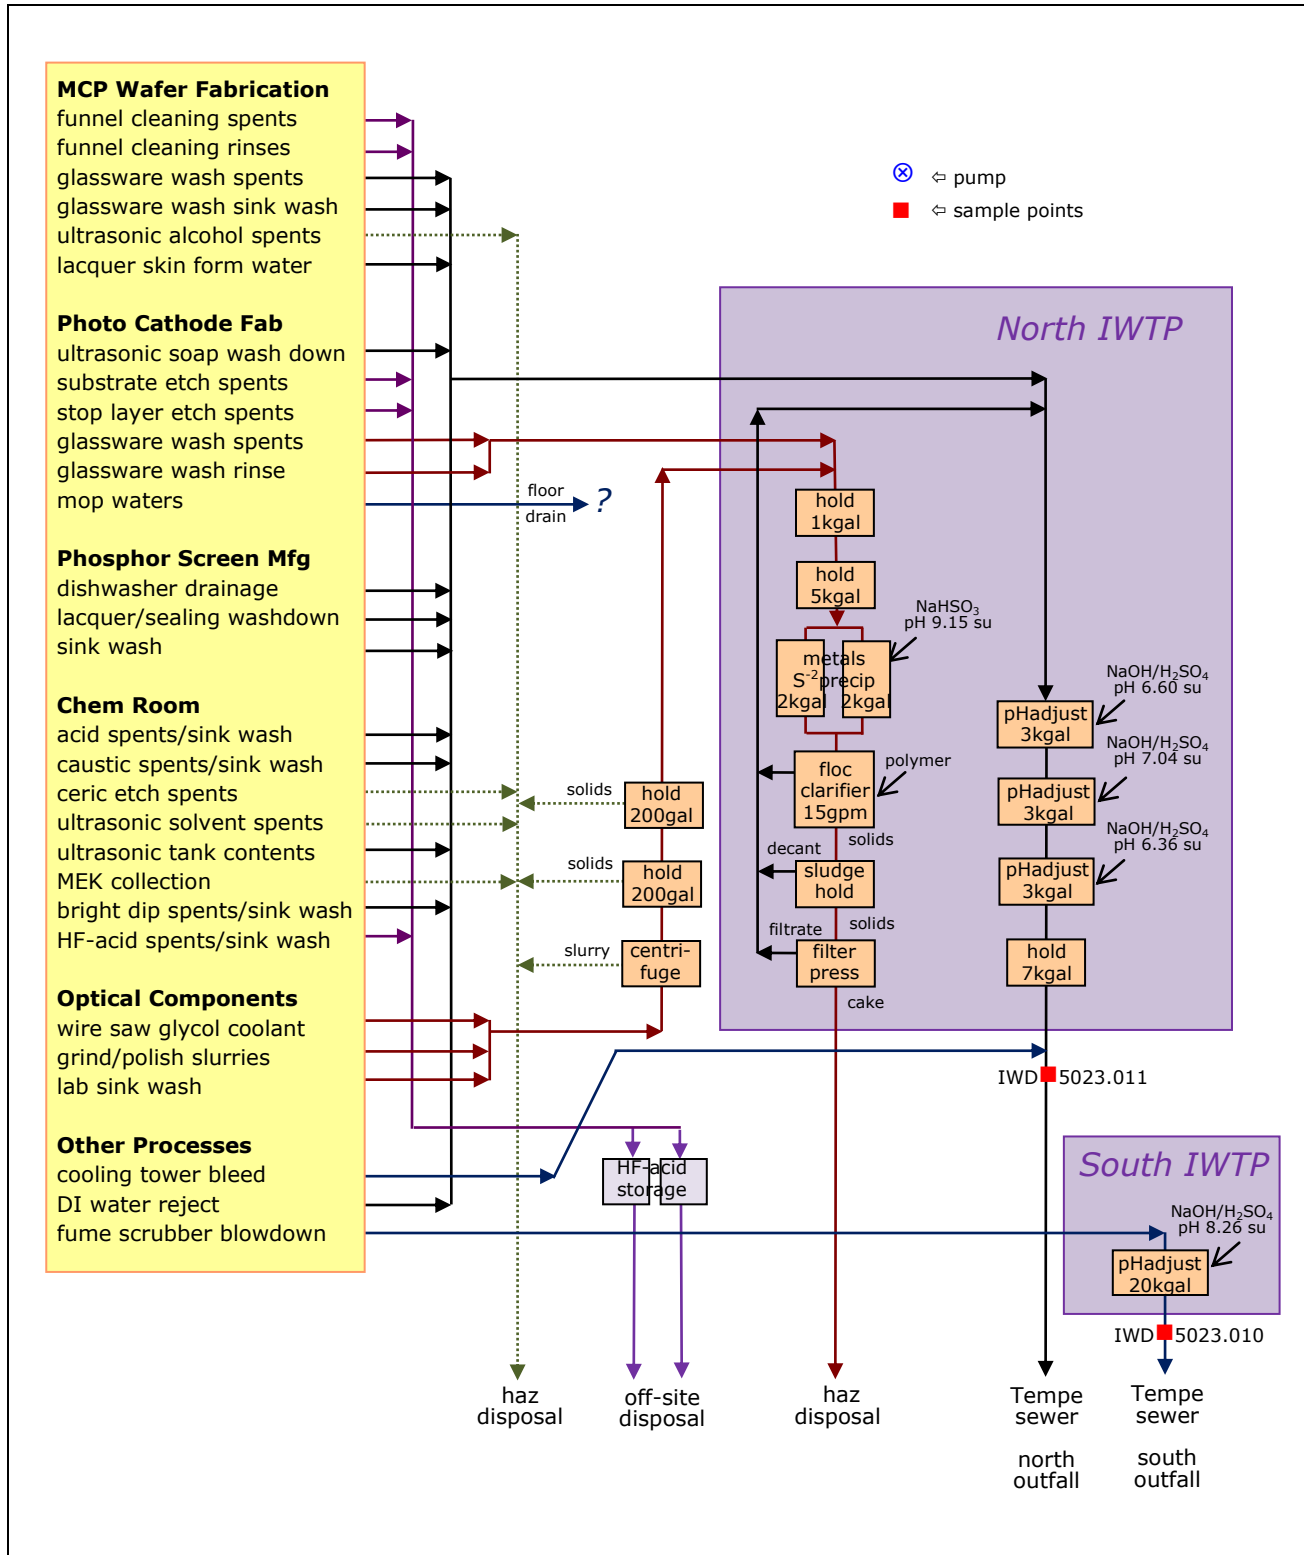 MCP Wafer Fabrication
funnel cleaning spents
funnel cleaning rinses
glassware wash spents
glassware wash sink wash
ultrasonic alcohol spents
lacquer skin form water
Photo Cathode Fab
ultrasonic soap wash down
substrate etch spents
stop layer etch spents
glassware wash spents
glassware wash rinse
mop waters
Phosphor Screen Mfg
dishwasher drainage
lacquer/sealing washdown
sink wash
Chem Room
acid spents/sink wash
caustic spents/sink wash
ceric etch spents
ultrasonic solvent spents
ultrasonic tank contents
MEK collection
bright dip spents/sink wash
HF-acid spents/sink wash
Optical Components
wire saw glycol coolant
grind/polish slurries
lab sink wash
Other Processes
cooling tower bleed
DI water reject
fume scrubber blowdown
⇦ pump
⇦ sample points
floor
drain
?
solids
hold
200gal
solids
hold
200gal
slurry
centri-
fuge
HF-acid
storage
North IWTP
hold
1kgal
hold
5kgal
NaHSO₃
pH 9.15 su
metals
S⁻² precip
2kgal 2kgal
polymer
floc
clarifier
15gpm
solids
decant
sludge
hold
solids
filtrate
filter
press
cake
NaOH/H₂SO₄
pH 6.60 su
pHadjust
3kgal
NaOH/H₂SO₄
pH 7.04 su
pHadjust
3kgal
NaOH/H₂SO₄
pH 6.36 su
pHadjust
3kgal
hold
7kgal
IWD 5023.011
South IWTP
NaOH/H₂SO₄
pH 8.26 su
pHadjust
20kgal
IWD 5023.010
haz
disposal
off-site
disposal
haz
disposal
Tempe
sewer
north
outfall
Tempe
sewer
south
outfall